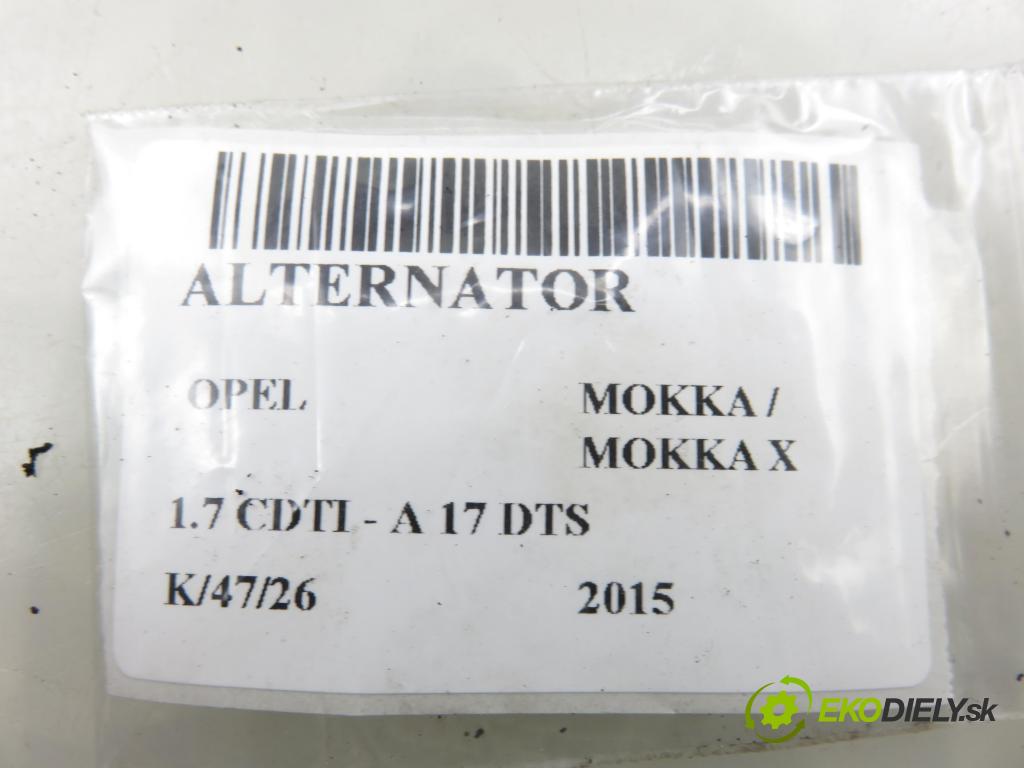 ALTERNATOR
OPEL MOKKA /
MOKKA X
1.7 CDTI - A 17 DTS
K/47/26 2015
EKODIELY.sk